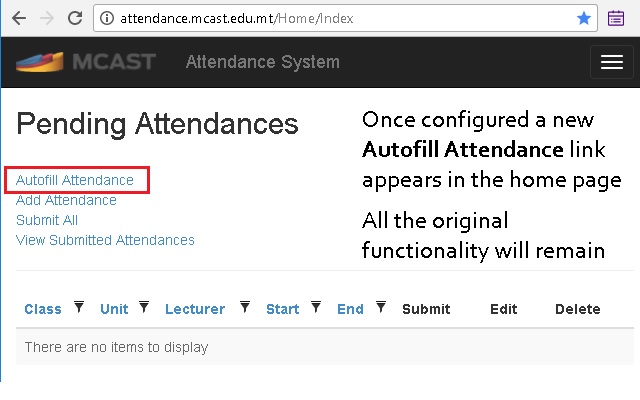 attendance.mcast.edu.mt/Home/Index
MCAST Attendance System
Pending Attendances
Once configured a new
Autofill Attendance link
appears in the home page
All the original
functionality will remain
Autofill Attendance
Add Attendance
Submit All
View Submitted Attendances
Class Unit Lecturer Start End Submit Edit Delete
There are no items to display